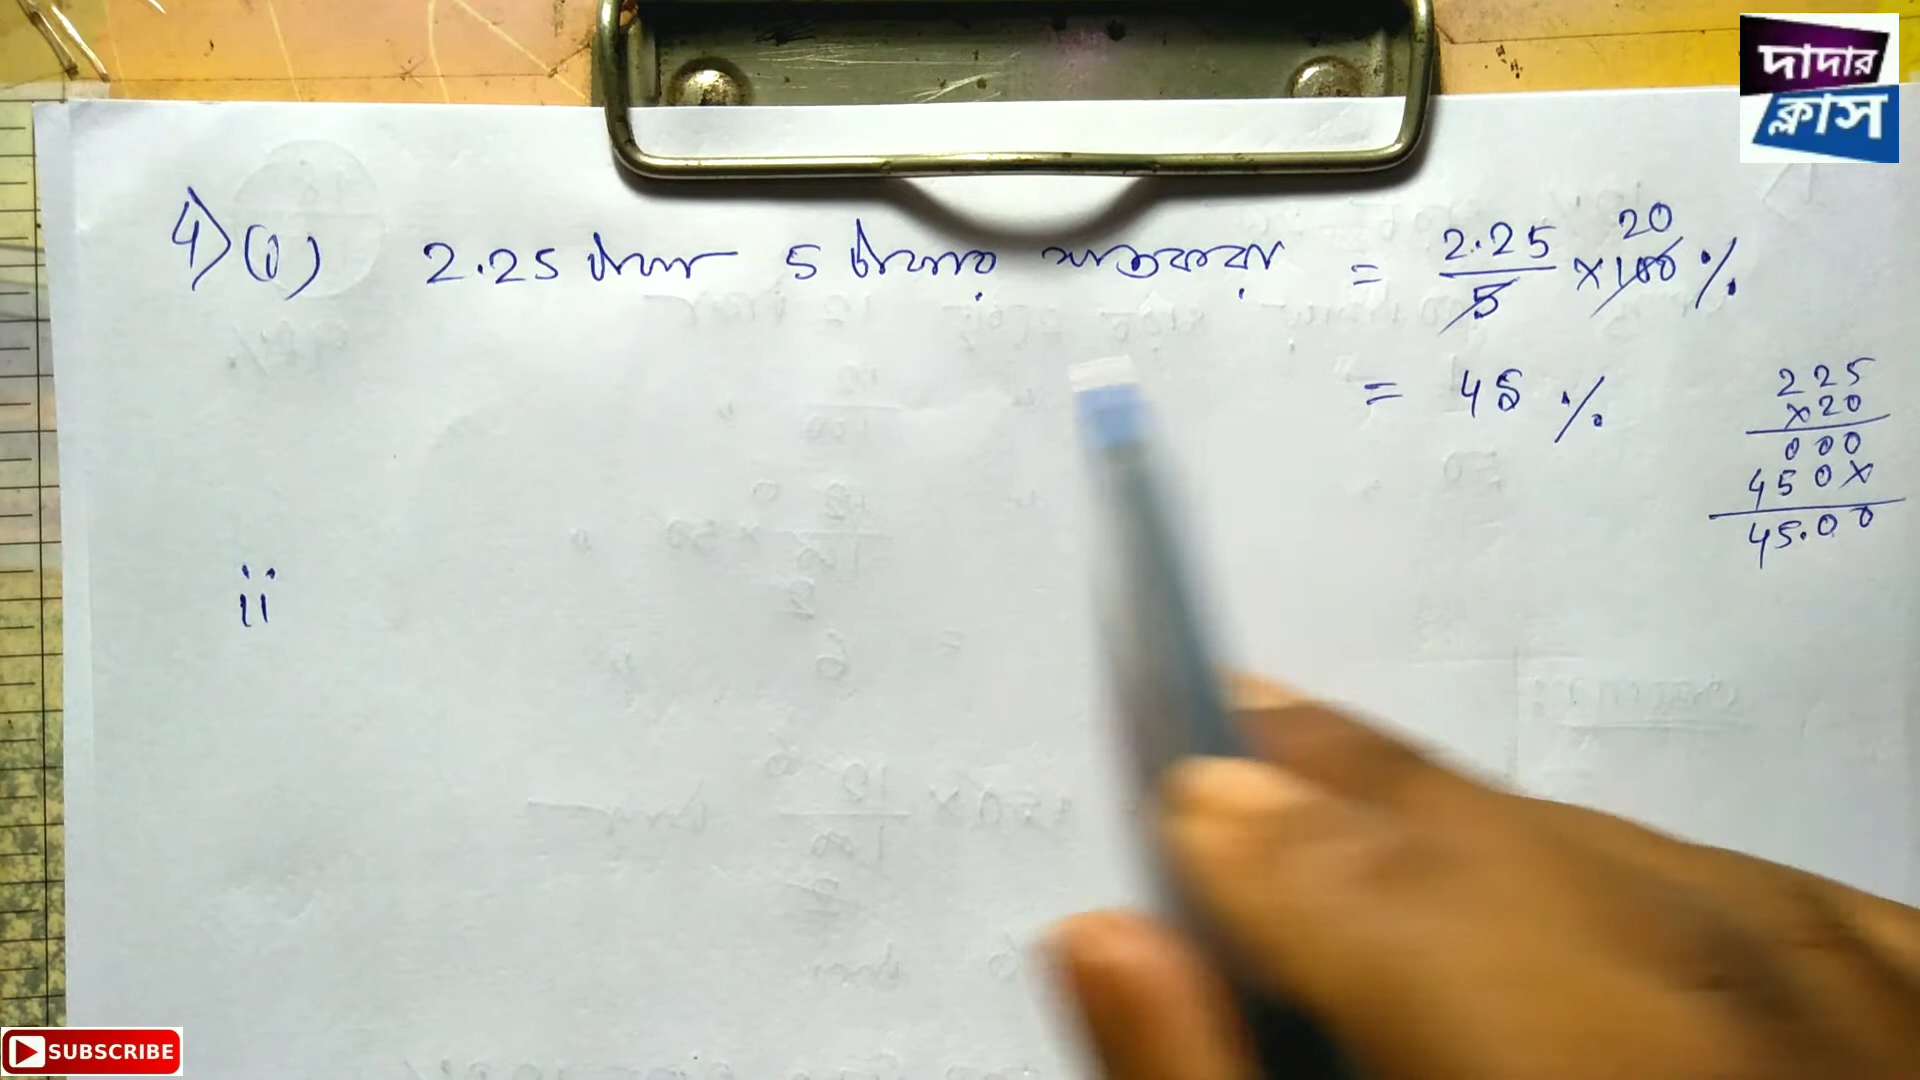 দাদার
ক্লাস
4) (i) 2.25 টাকা 5 টাকার শতকরা = 2.25/5 × 100 % 20
= 45 %
225
×20
000
450×
45.00
ii
SUBSCRIBE